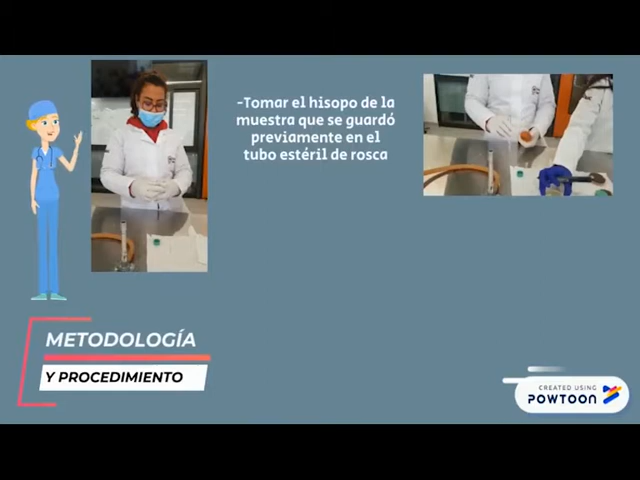 -Tomar el hisopo de la
muestra que se guardó
previamente en el
tubo estéril de rosca
METODOLOGÍA
Y PROCEDIMIENTO
CREATED USING
POWTOON